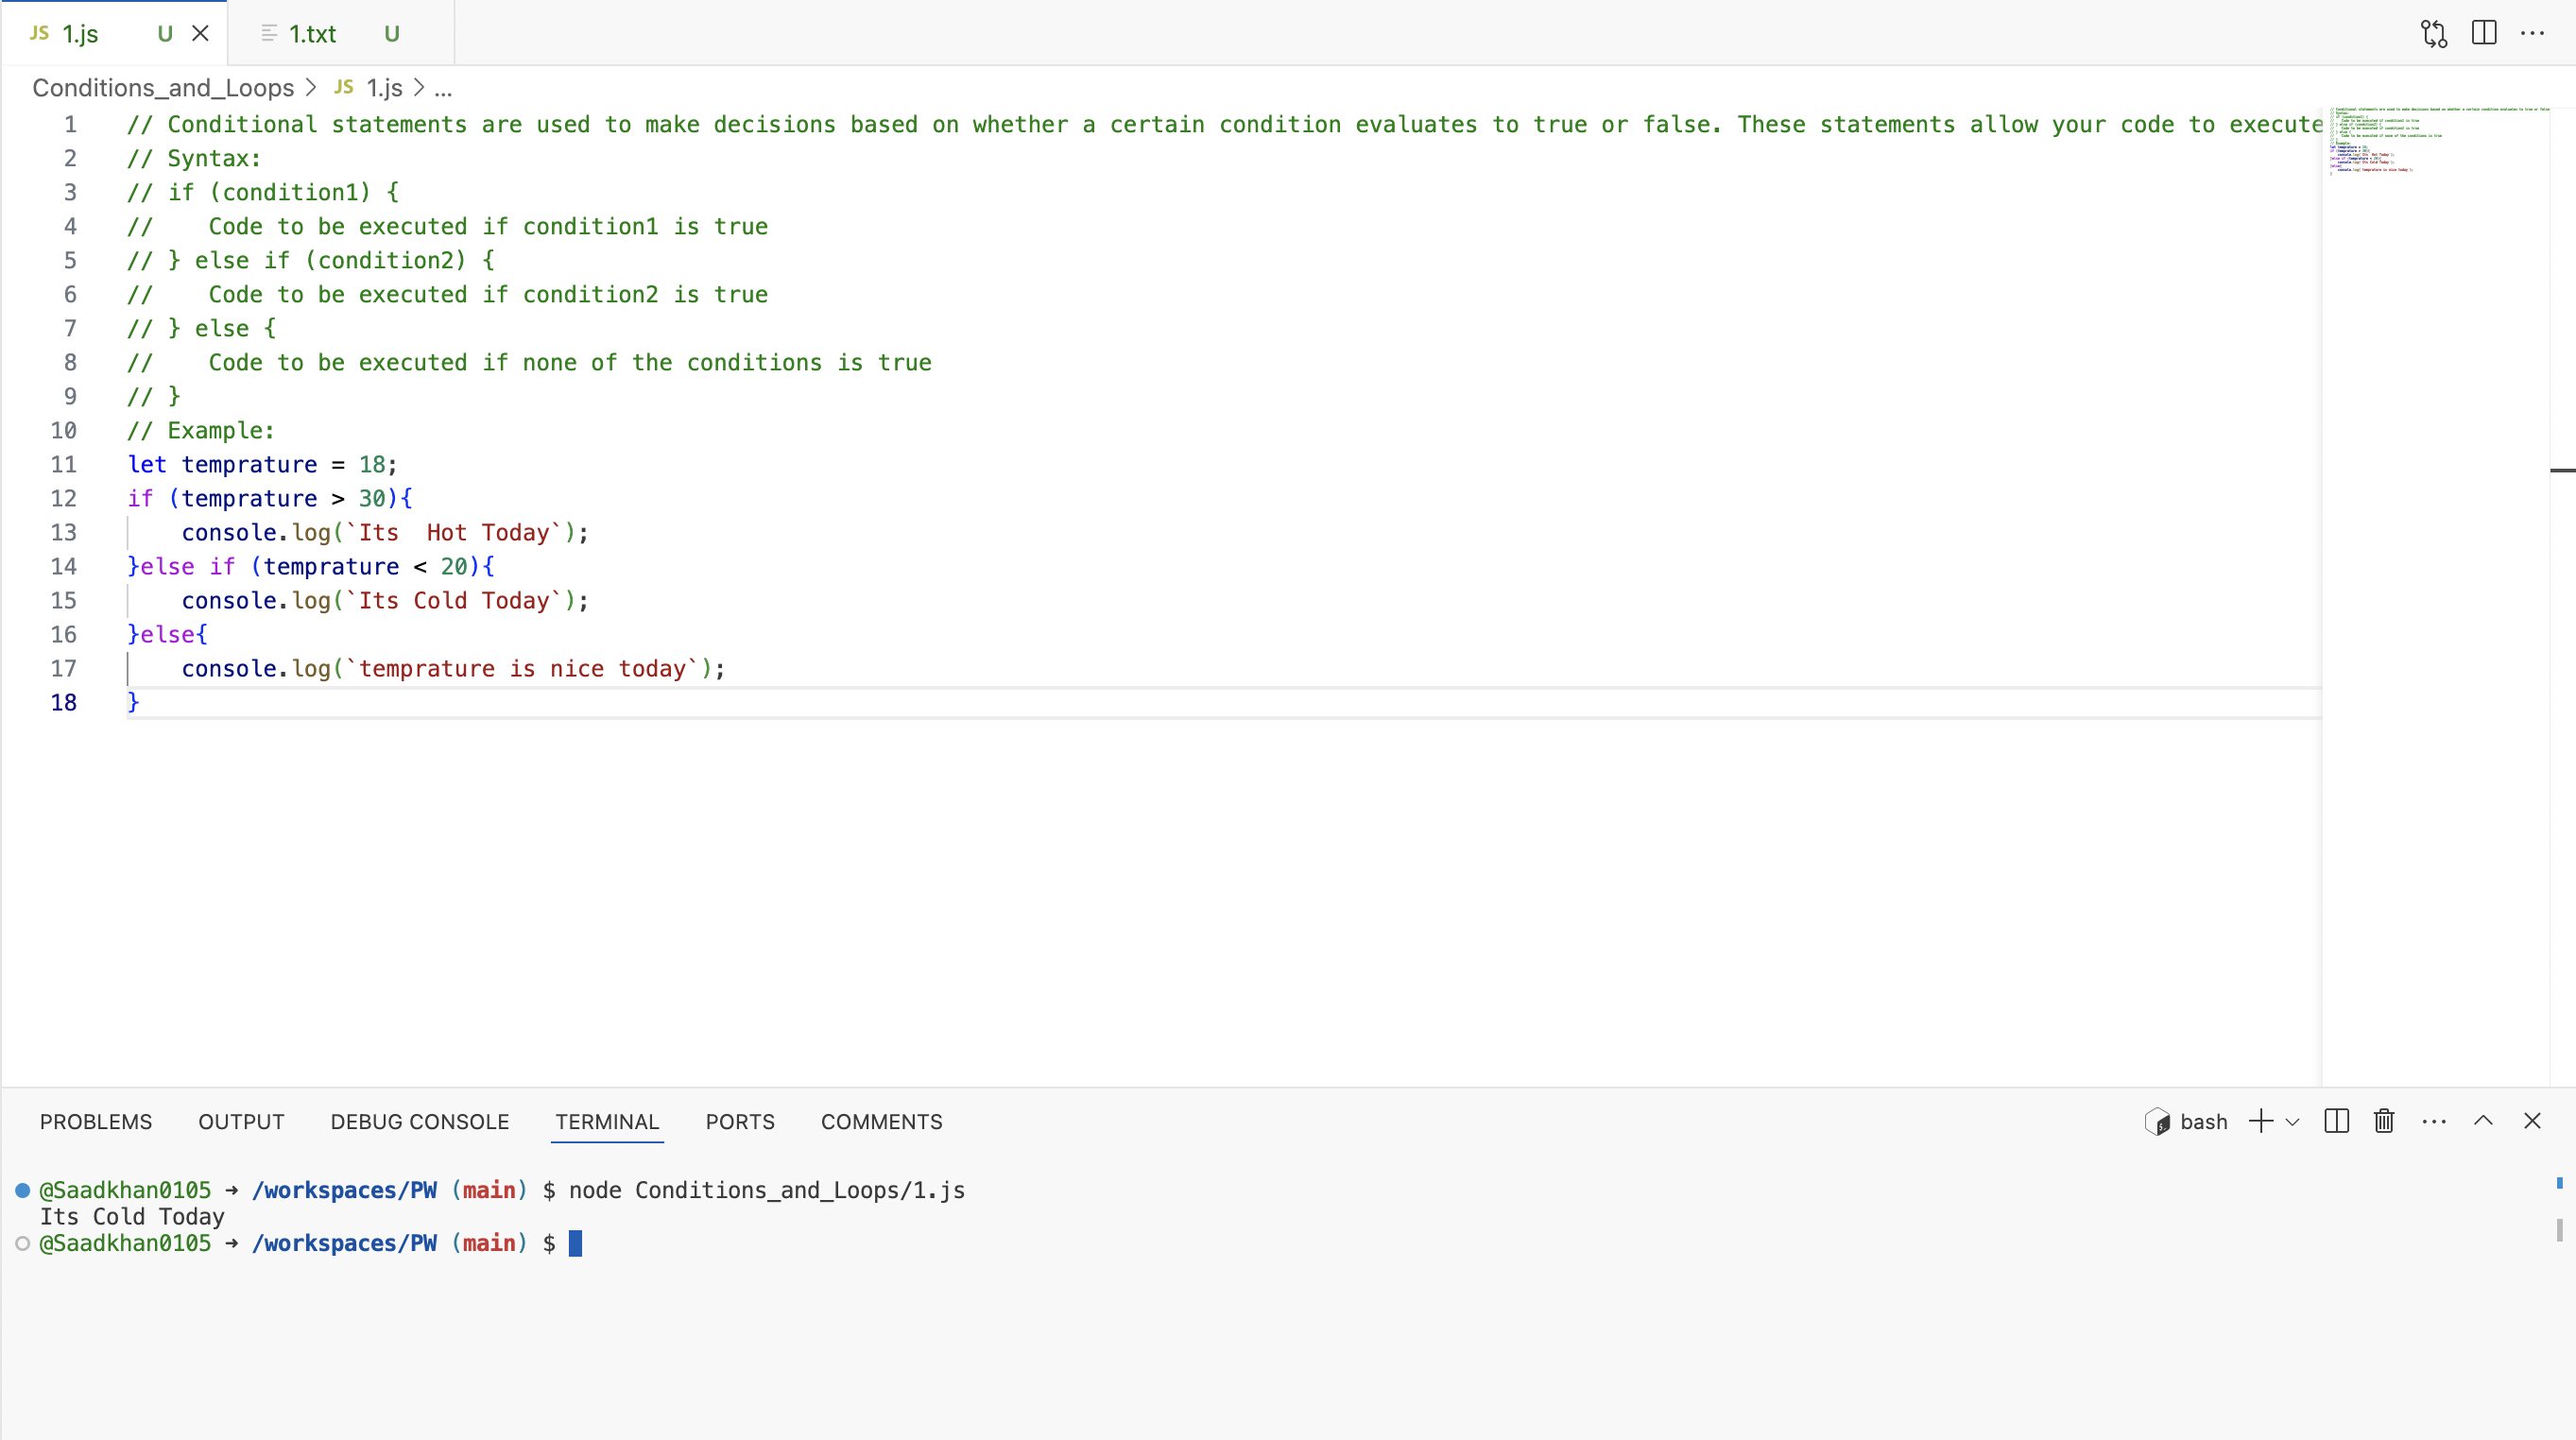 JS 1.js U
1.txt U
Conditions_and_Loops > JS 1.js > ...
1 // Conditional statements are used to make decisions based on whether a certain condition evaluates to true or false. These statements allow your code to execute
2 // Syntax:
3 // if (condition1) {
4 //    Code to be executed if condition1 is true
5 // } else if (condition2) {
6 //    Code to be executed if condition2 is true
7 // } else {
8 //    Code to be executed if none of the conditions is true
9 // }
10 // Example:
11 let temprature = 18;
12 if (temprature > 30){
13     console.log(`Its  Hot Today`);
14 }else if (temprature < 20){
15     console.log(`Its Cold Today`);
16 }else{
17     console.log(`temprature is nice today`);
18 }
PROBLEMS OUTPUT DEBUG CONSOLE TERMINAL PORTS COMMENTS
bash
@Saadkhan0105 → /workspaces/PW (main) $ node Conditions_and_Loops/1.js
Its Cold Today
@Saadkhan0105 → /workspaces/PW (main) $